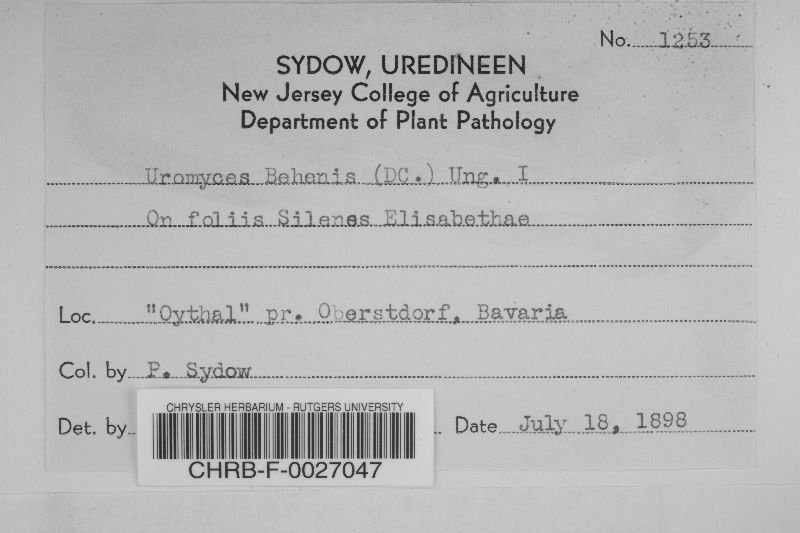 No. 1253
SYDOW, UREDINEEN
New Jersey College of Agriculture
Department of Plant Pathology
Uromyces Behenis (DC.) Ung. I
On foliis Silenes Elisabethae
Loc. "Oythal" pr. Oberstdorf, Bavaria
Col. by P. Sydow
Det. by
Date July 18, 1898
CHRYSLER HERBARIUM - RUTGERS UNIVERSITY
CHRB-F-0027047